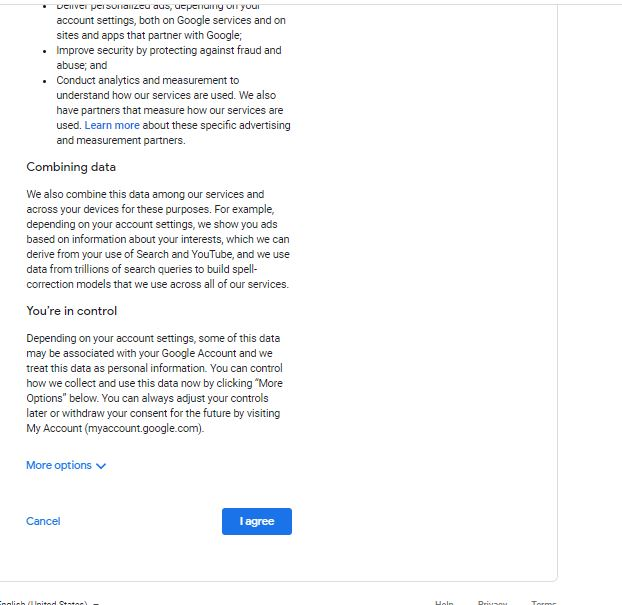 Deliver personalized ads, depending on your
account settings, both on Google services and on
sites and apps that partner with Google;
• Improve security by protecting against fraud and
abuse; and
• Conduct analytics and measurement to
understand how our services are used. We also
have partners that measure how our services are
used. Learn more about these specific advertising
and measurement partners.
Combining data
We also combine this data among our services and
across your devices for these purposes. For example,
depending on your account settings, we show you ads
based on information about your interests, which we can
derive from your use of Search and YouTube, and we use
data from trillions of search queries to build spell-
correction models that we use across all of our services.
You're in control
Depending on your account settings, some of this data
may be associated with your Google Account and we
treat this data as personal information. You can control
how we collect and use this data now by clicking “More
Options” below. You can always adjust your controls
later or withdraw your consent for the future by visiting
My Account (myaccount.google.com).
More options
Cancel I agree
English (United States) Help Privacy Terms